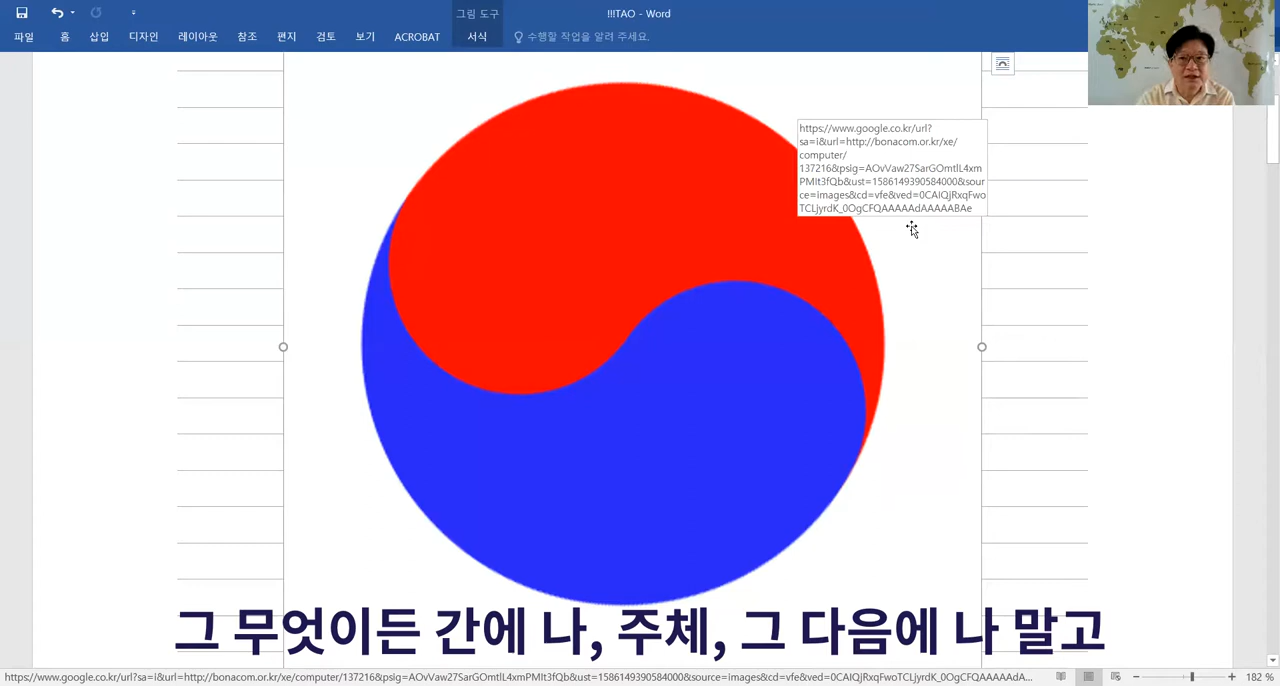 그림 도구
!!!TAO - Word
파일 홈 삽입 디자인 레이아웃 참조 편지 검토 보기 ACROBAT 서식 수행할 작업을 알려 주세요.
https://www.google.co.kr/url?
sa=i&url=http://bonacom.or.kr/xe/
computer/
137216&psig=AOvVaw27SarGOmtlL4xm
PMIt3fQb&ust=1586149390584000&sour
ce=images&cd=vfe&ved=0CAIQjRxqFwo
TCLjyrdK_0OgCFQAAAAAdAAAAABAe
그 무엇이든 간에 나, 주체, 그 다음에 나 말고
https://www.google.co.kr/url?sa=i&url=http://bonacom.or.kr/xe/computer/137216&psig=AOvVaw27SarGOmtlL4xmPMIt3fQb&ust=1586149390584000&source=images&cd=vfe&ved=0CAIQjRxqFwoTCLjyrdK_0OgCFQAAAAAdA...
182 %